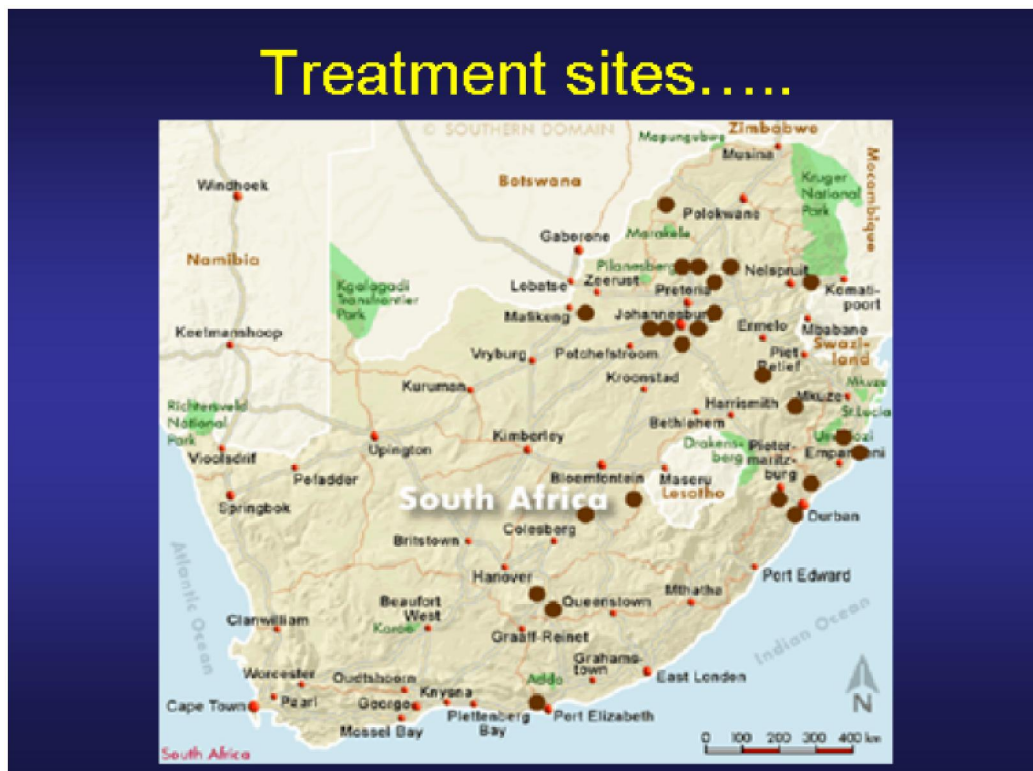 Treatment sites…..
© SOUTHERN DOMAIN
Zimbabwe
Mapungubwe
Musina
Mocambique
Windhoek
Botswana
Kruger
National
Park
Polokwane
Gaborone
Marakele
Namibia
Pilanesberg
Nelspruit
Lobatse
Zeerust
Komati-
poort
Kgalagadi
Transfrontier
Park
Pretoria
Mafikeng
Johannesburg
Ermelo
Mbabane
Keetmanshoop
Swazi-
land
Vryburg
Potchefstroom
Piet
Retief
Kuruman
Kroonstad
Mkuze
Mkuze
Harrismith
St.Lucia
Richtersveld
National
Park
Bethlehem
Upington
Kimberley
Drakens-
berg
Pieter-
maritz-
burg
Vioolsdrif
Pofadder
Bloemfontein
Maseru
South Africa
Lesotho
Springbok
Durban
Colesberg
Britstown
Atlantic Ocean
Hanover
Port Edward
Beaufort
West
Queenstown
Mthatha
Clanwilliam
Karoo
Graaff-Reinet
Indian Ocean
Grahams-
town
Worcester
Oudtshoorn
Addo
East London
N
Knysna
Cape Town
Paarl
George
Plettenberg
Bay
Port Elizabeth
Mossel Bay
0 100 200 300 400 km
South Africa